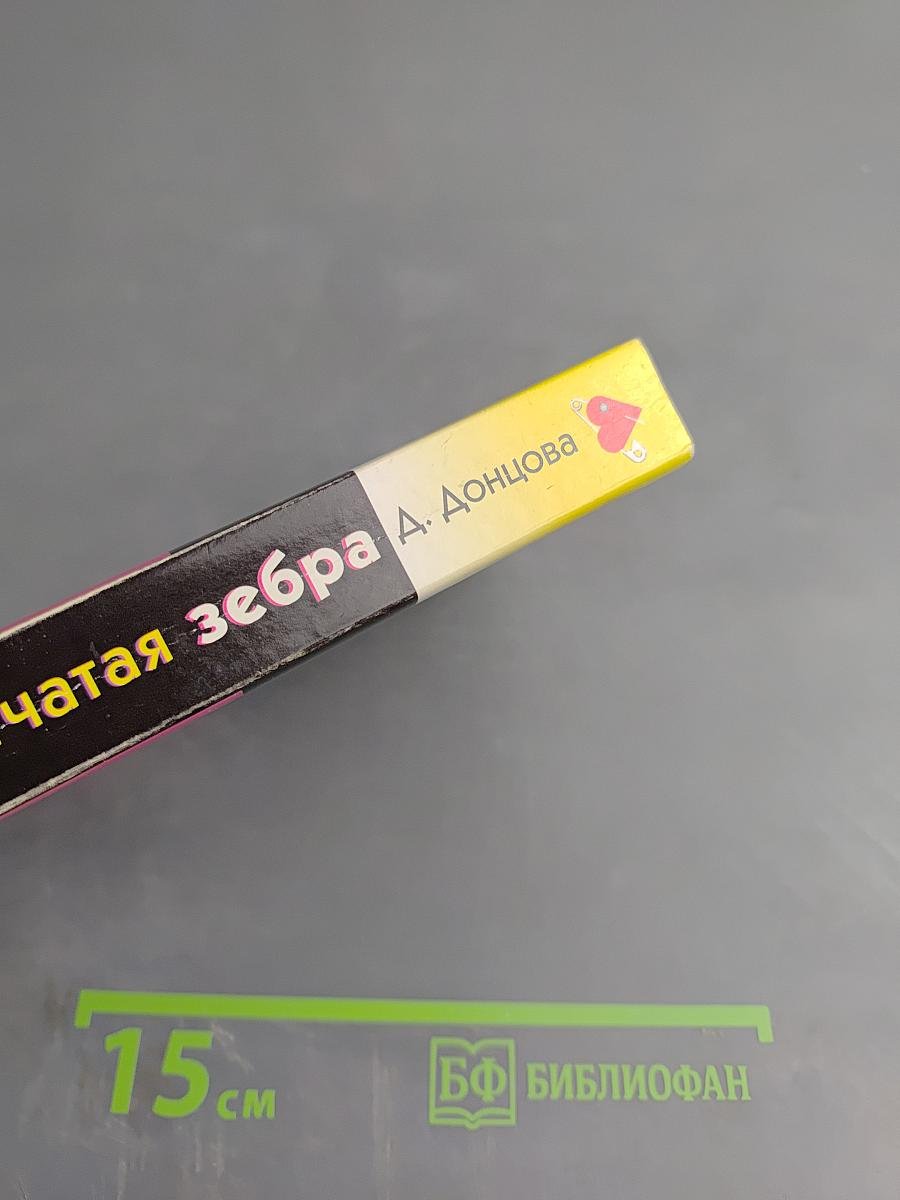 чатая зебра Д. Донцова
15 см
БФ БИБЛИОФАН